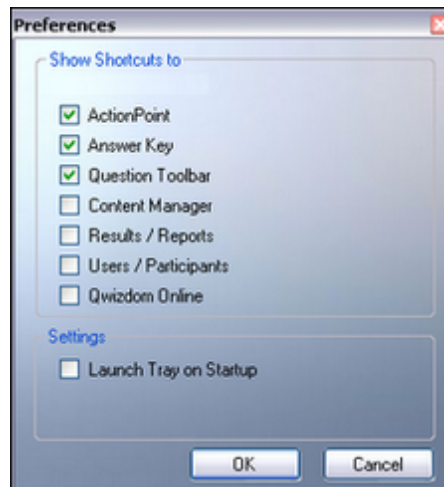 Preferences
Show Shortcuts to
ActionPoint
Answer Key
Question Toolbar
Content Manager
Results / Reports
Users / Participants
Qwizdom Online
Settings
Launch Tray on Startup
OK
Cancel